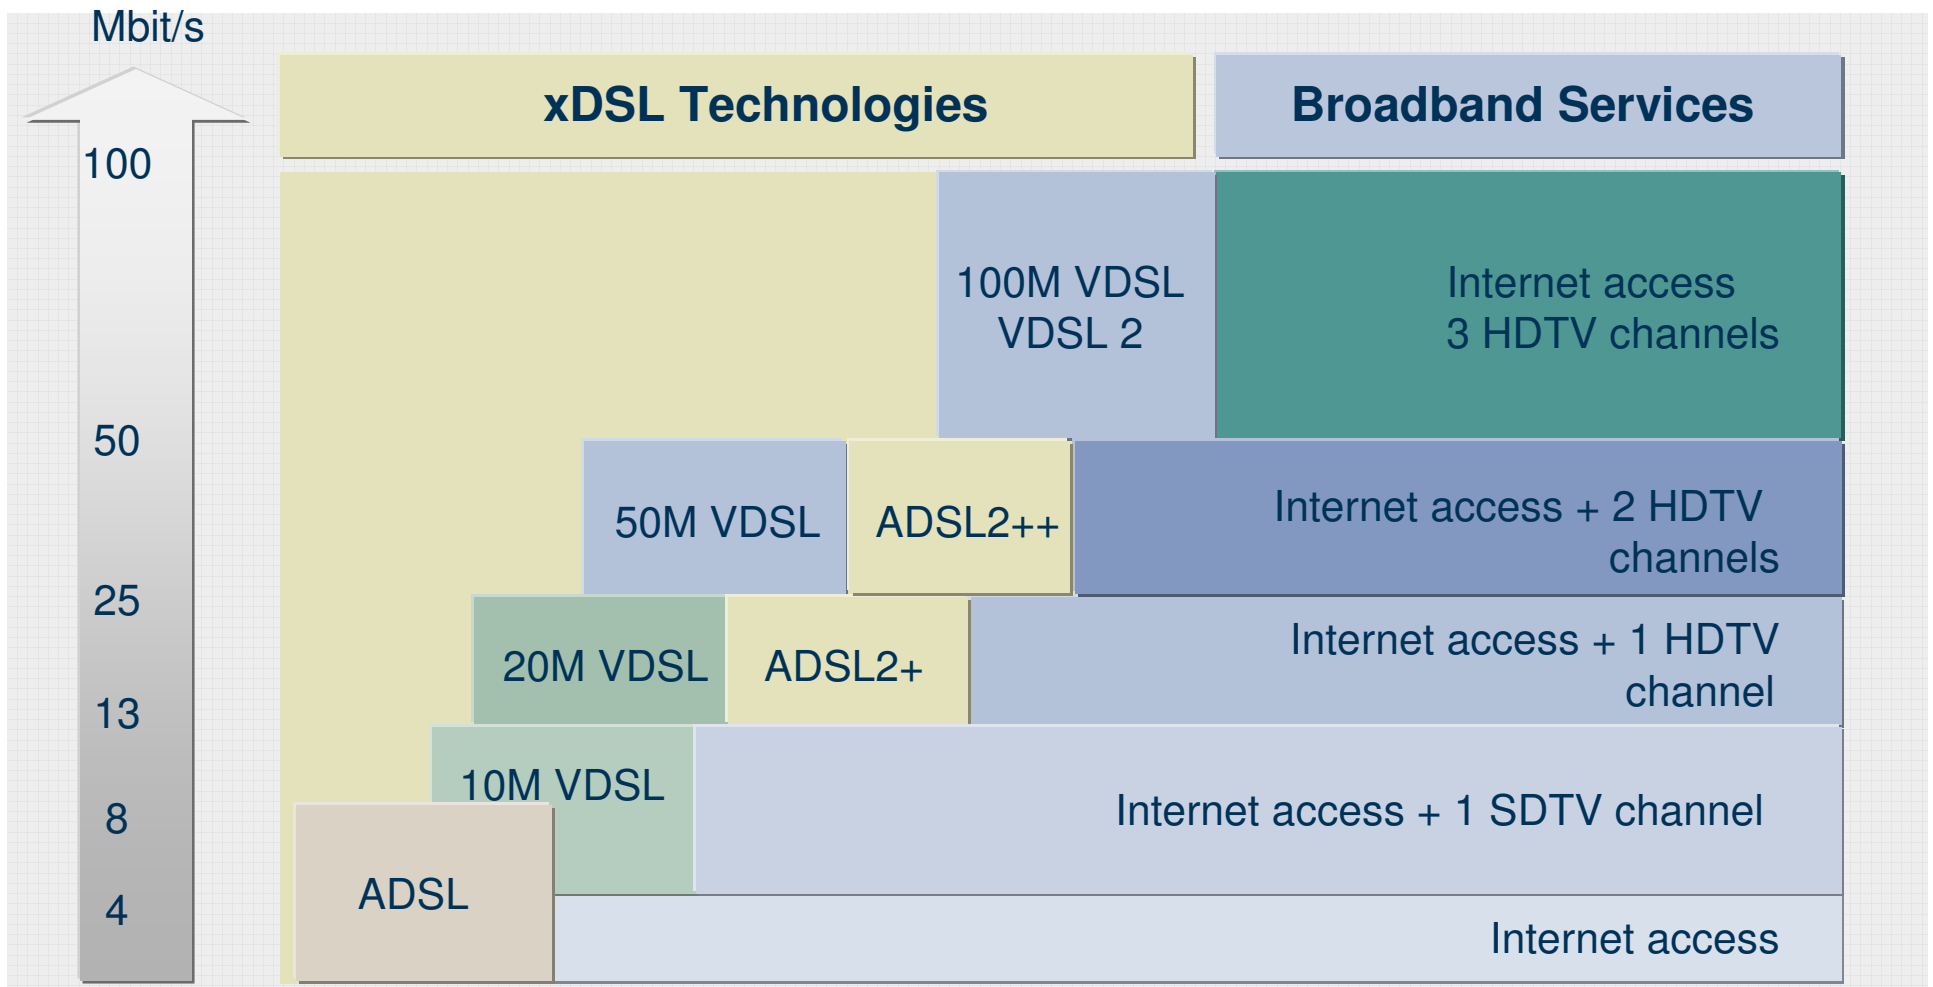 Mbit/s
xDSL Technologies
Broadband Services
100
100M VDSL
VDSL 2
Internet access
3 HDTV channels
50
50M VDSL
ADSL2++
Internet access + 2 HDTV
channels
25
20M VDSL
ADSL2+
Internet access + 1 HDTV
channel
13
10M VDSL
Internet access + 1 SDTV channel
8
ADSL
4
Internet access